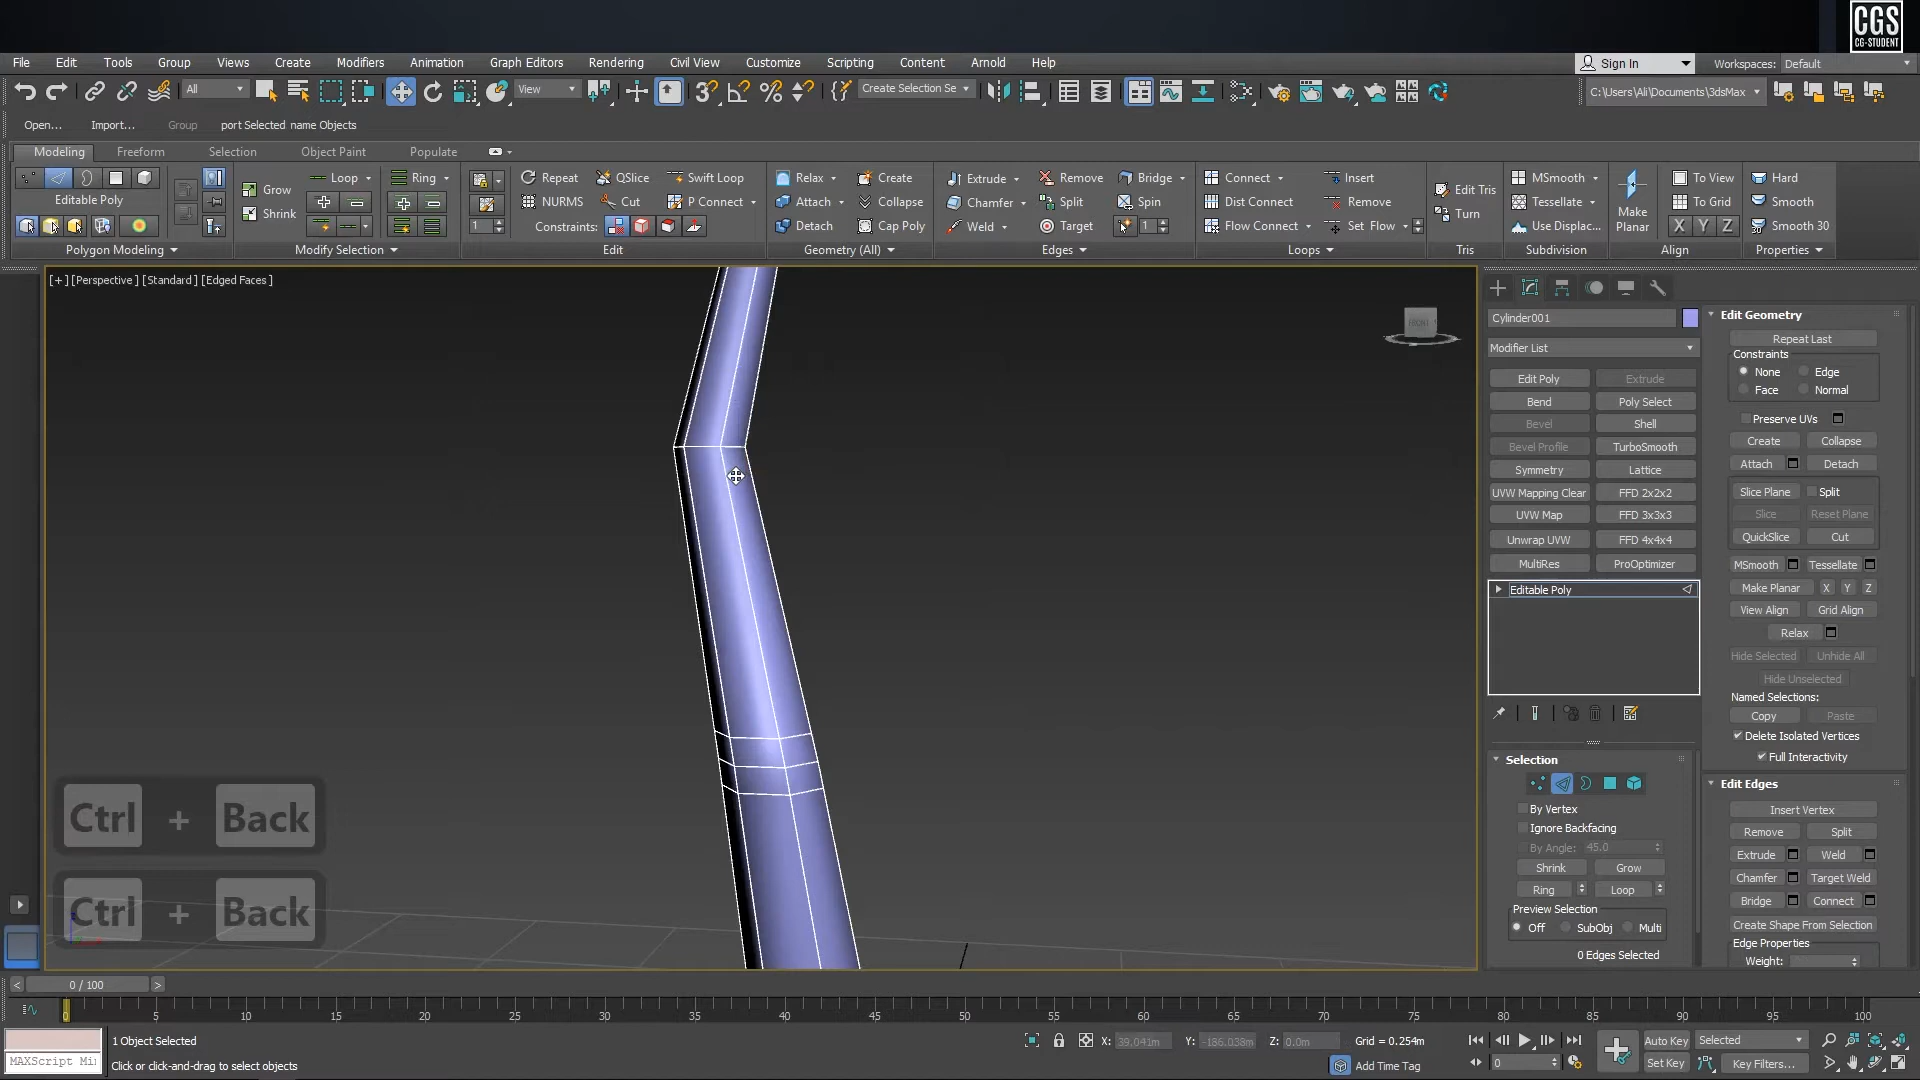 CGS
CG-STUDENT
File Edit Tools Group Views Create Modifiers Animation Graph Editors Rendering Civil View Customize Scripting Content Arnold Help Sign In Workspaces: Default
All View Create Selection Se C:\Users\Ali\Documents\3dsMax
Open... Import... Group port Selected name Objects
Modeling Freeform Selection Object Paint Populate
Loop Ring Repeat QSlice Swift Loop Relax Create Extrude Remove Bridge Connect Insert MSmooth To View Hard
Grow Edit Tris
Editable Poly NURMS Cut P Connect Attach Collapse Chamfer Split Spin Dist Connect Remove Tessellate Make Planar To Grid Smooth
Shrink Turn
1 Constraints: Detach Cap Poly Weld Target 1 Flow Connect Set Flow Use Displac... X Y Z Smooth 30
Polygon Modeling Modify Selection Edit Geometry (All) Edges Loops Tris Subdivision Align Properties
[+] [Perspective] [Standard] [Edged Faces]
FRONT
Cylinder001
Modifier List
Edit Poly Extrude
Bend Poly Select
Bevel Shell
Bevel Profile TurboSmooth
Symmetry Lattice
UVW Mapping Clear FFD 2x2x2
UVW Map FFD 3x3x3
Unwrap UVW FFD 4x4x4
MultiRes ProOptimizer
Editable Poly
Selection
By Vertex
Ignore Backfacing
By Angle: 45.0
Shrink Grow
Ring Loop
Preview Selection
Off SubObj Multi
0 Edges Selected
Edit Geometry
Repeat Last
Constraints
None Edge
Face Normal
Preserve UVs
Create Collapse
Attach Detach
Slice Plane Split
Slice Reset Plane
QuickSlice Cut
MSmooth Tessellate
Make Planar X Y Z
View Align Grid Align
Relax
Hide Selected Unhide All
Hide Unselected
Named Selections:
Copy Paste
Delete Isolated Vertices
Full Interactivity
Edit Edges
Insert Vertex
Remove Split
Extrude Weld
Chamfer Target Weld
Bridge Connect
Create Shape From Selection
Edge Properties
Weight:
Ctrl + Back
Ctrl + Back
< 0 / 100 >
0 5 10 15 20 25 30 35 40 45 50 55 60 65 70 75 80 85 90 95 100
1 Object Selected X: 39.041m Y: -186.038m Z: 0.0m Grid = 0.254m Auto Key Selected
MAXScript Mi Click or click-and-drag to select objects Add Time Tag 0 Set Key Key Filters...